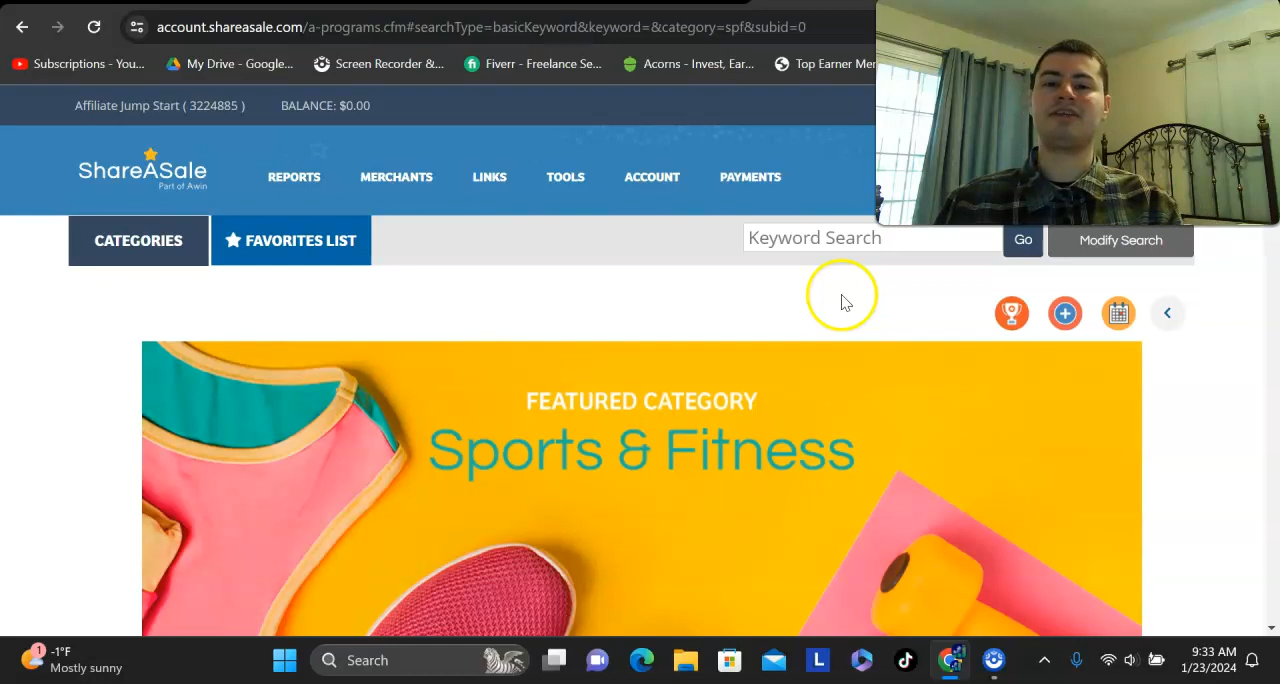 account.shareasale.com/a-programs.cfm#searchType=basicKeyword&keyword=&category=spf&subid=0
Subscriptions - You... My Drive - Google... Screen Recorder &... Fiverr - Freelance Se... Acorns - Invest, Ear... Top Earner Mer
Affiliate Jump Start ( 3224885 ) BALANCE: $0.00
ShareASale
Part of Awin
REPORTS MERCHANTS LINKS TOOLS ACCOUNT PAYMENTS
CATEGORIES FAVORITES LIST Keyword Search Go Modify Search
FEATURED CATEGORY
Sports & Fitness
1 -1°F
Mostly sunny
Search
L
9:33 AM
1/23/2024